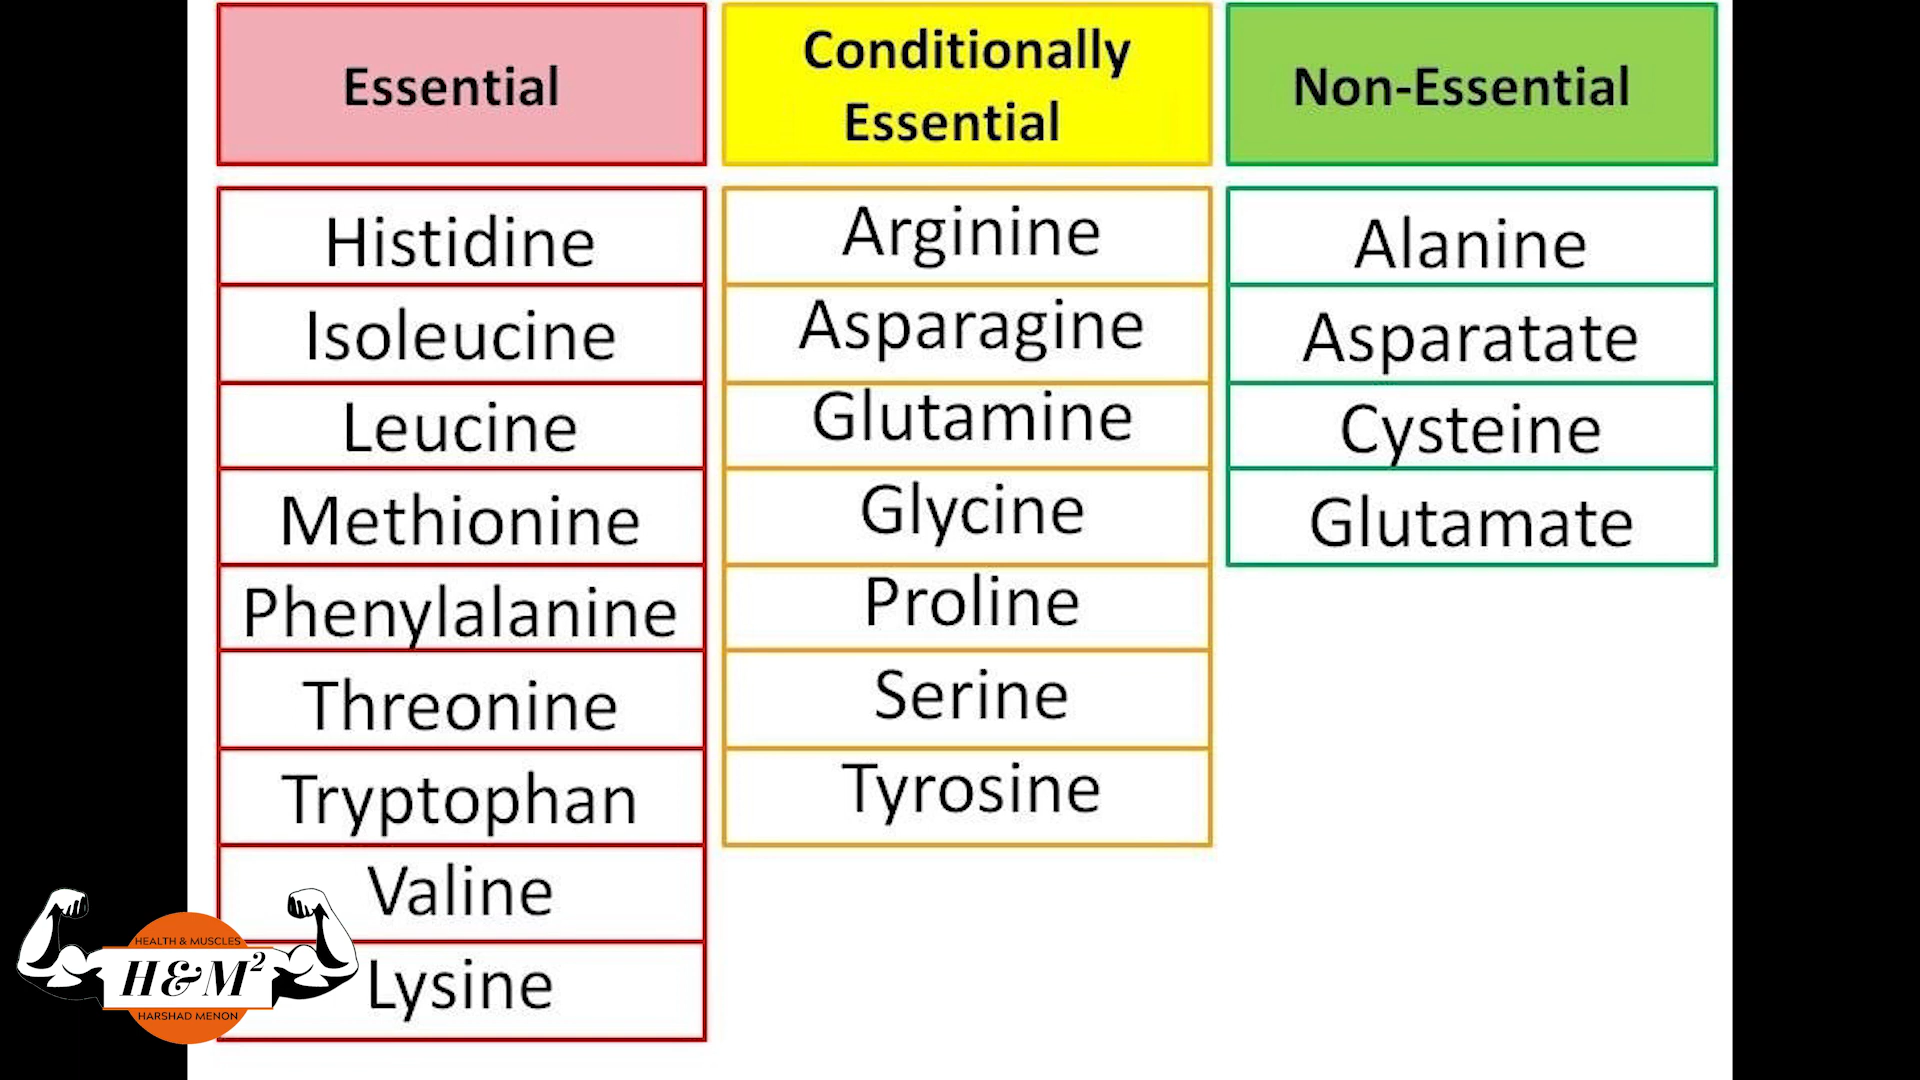 Essential
Histidine
Isoleucine
Leucine
Methionine
Phenylalanine
Threonine
Tryptophan
Valine
Lysine
Conditionally
Essential
Arginine
Asparagine
Glutamine
Glycine
Proline
Serine
Tyrosine
Non-Essential
Alanine
Asparatate
Cysteine
Glutamate
HEALTH & MUSCLES
H&M²
HARSHAD MENON